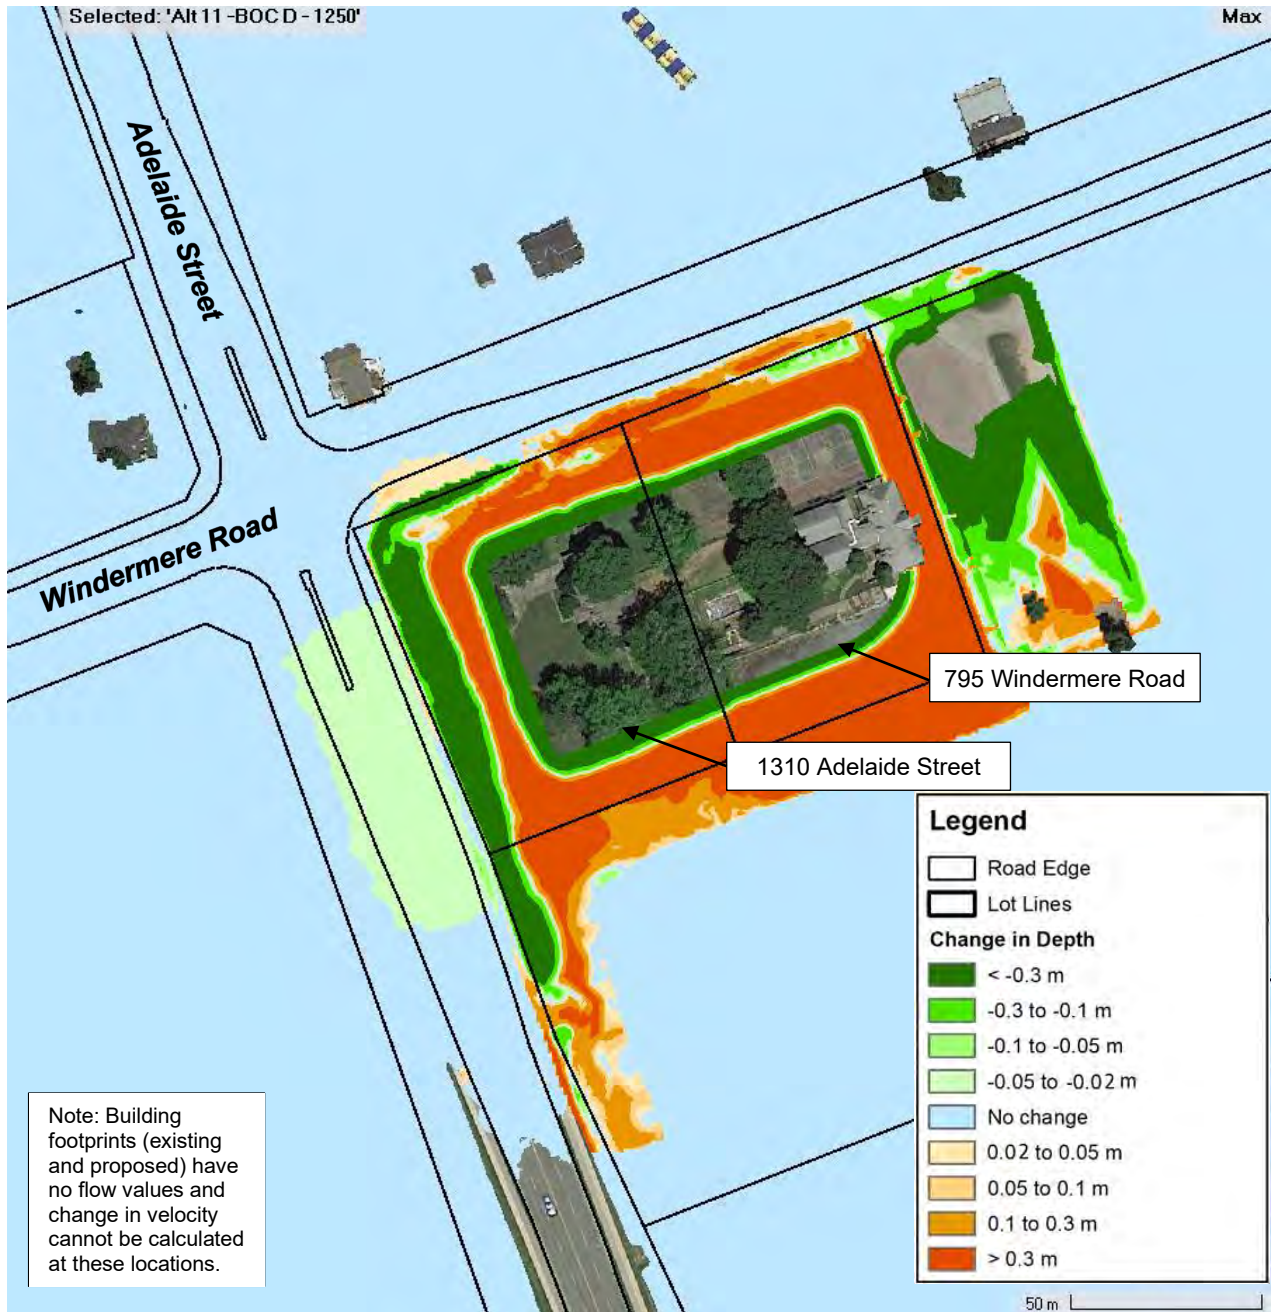 Selected: 'Alt 11 -BOC D - 1250'
Max
Adelaide Street
Windermere Road
795 Windermere Road
1310 Adelaide Street
Legend
Road Edge
Lot Lines
Change in Depth
< -0.3 m
-0.3 to -0.1 m
-0.1 to -0.05 m
-0.05 to -0.02 m
No change
0.02 to 0.05 m
0.05 to 0.1 m
0.1 to 0.3 m
> 0.3 m
Note: Building
footprints (existing
and proposed) have
no flow values and
change in velocity
cannot be calculated
at these locations.
50 m